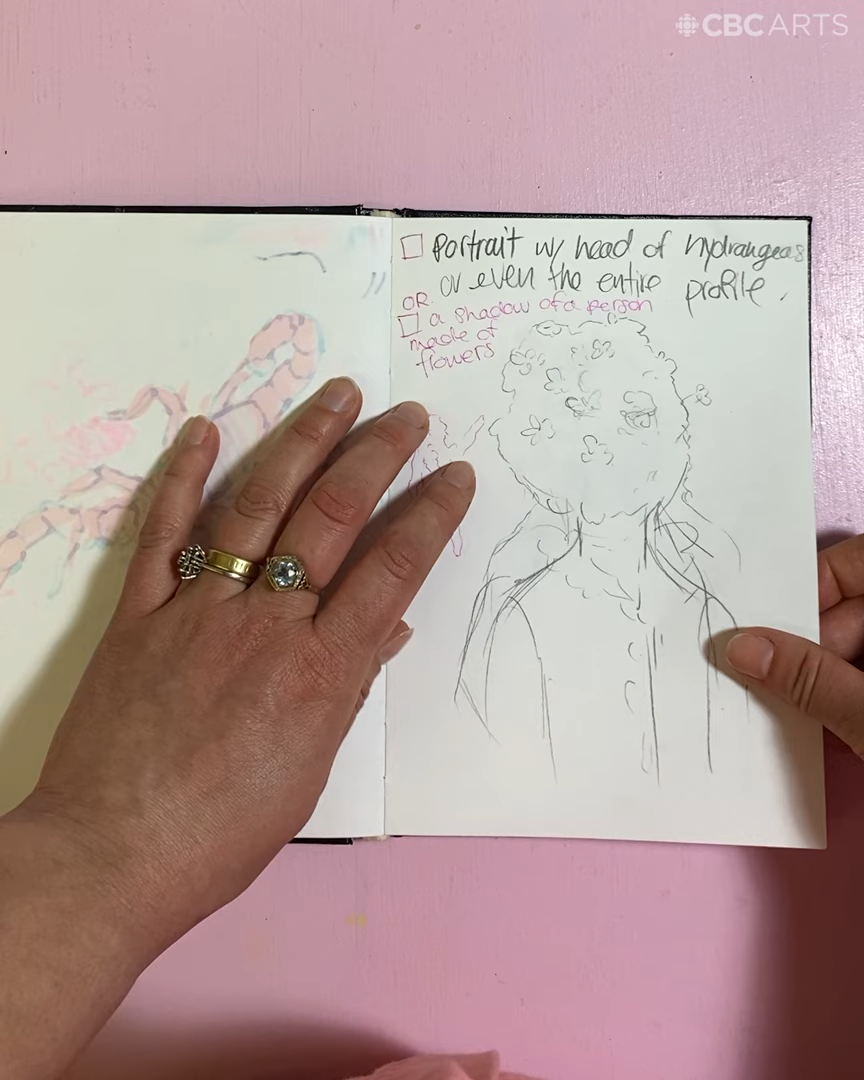 CBC ARTS
☐ Portrait w/ head of hydrangeas
or even the entire profile.
OR
☐ a shadow of a person
made of
flowers